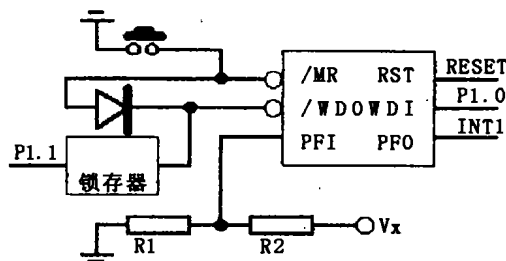 /MR RST RESET
/WDO WDI P1.0
PFI PFO INT1
P1.1
锁存器
R1 R2 Vx